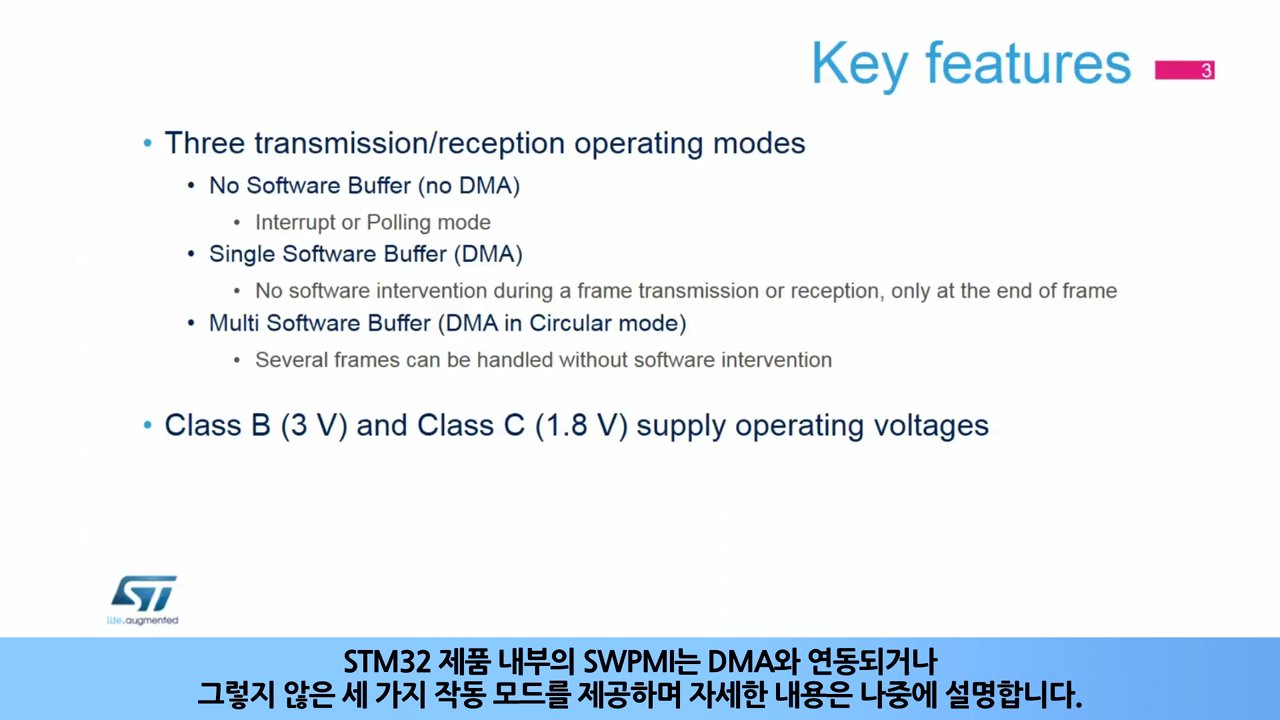 Key features
3
• Three transmission/reception operating modes
• No Software Buffer (no DMA)
• Interrupt or Polling mode
• Single Software Buffer (DMA)
• No software intervention during a frame transmission or reception, only at the end of frame
• Multi Software Buffer (DMA in Circular mode)
• Several frames can be handled without software intervention
• Class B (3 V) and Class C (1.8 V) supply operating voltages
ST
life.augmented
STM32 제품 내부의 SWPMI는 DMA와 연동되거나
그렇지 않은 세 가지 작동 모드를 제공하며 자세한 내용은 나중에 설명합니다.